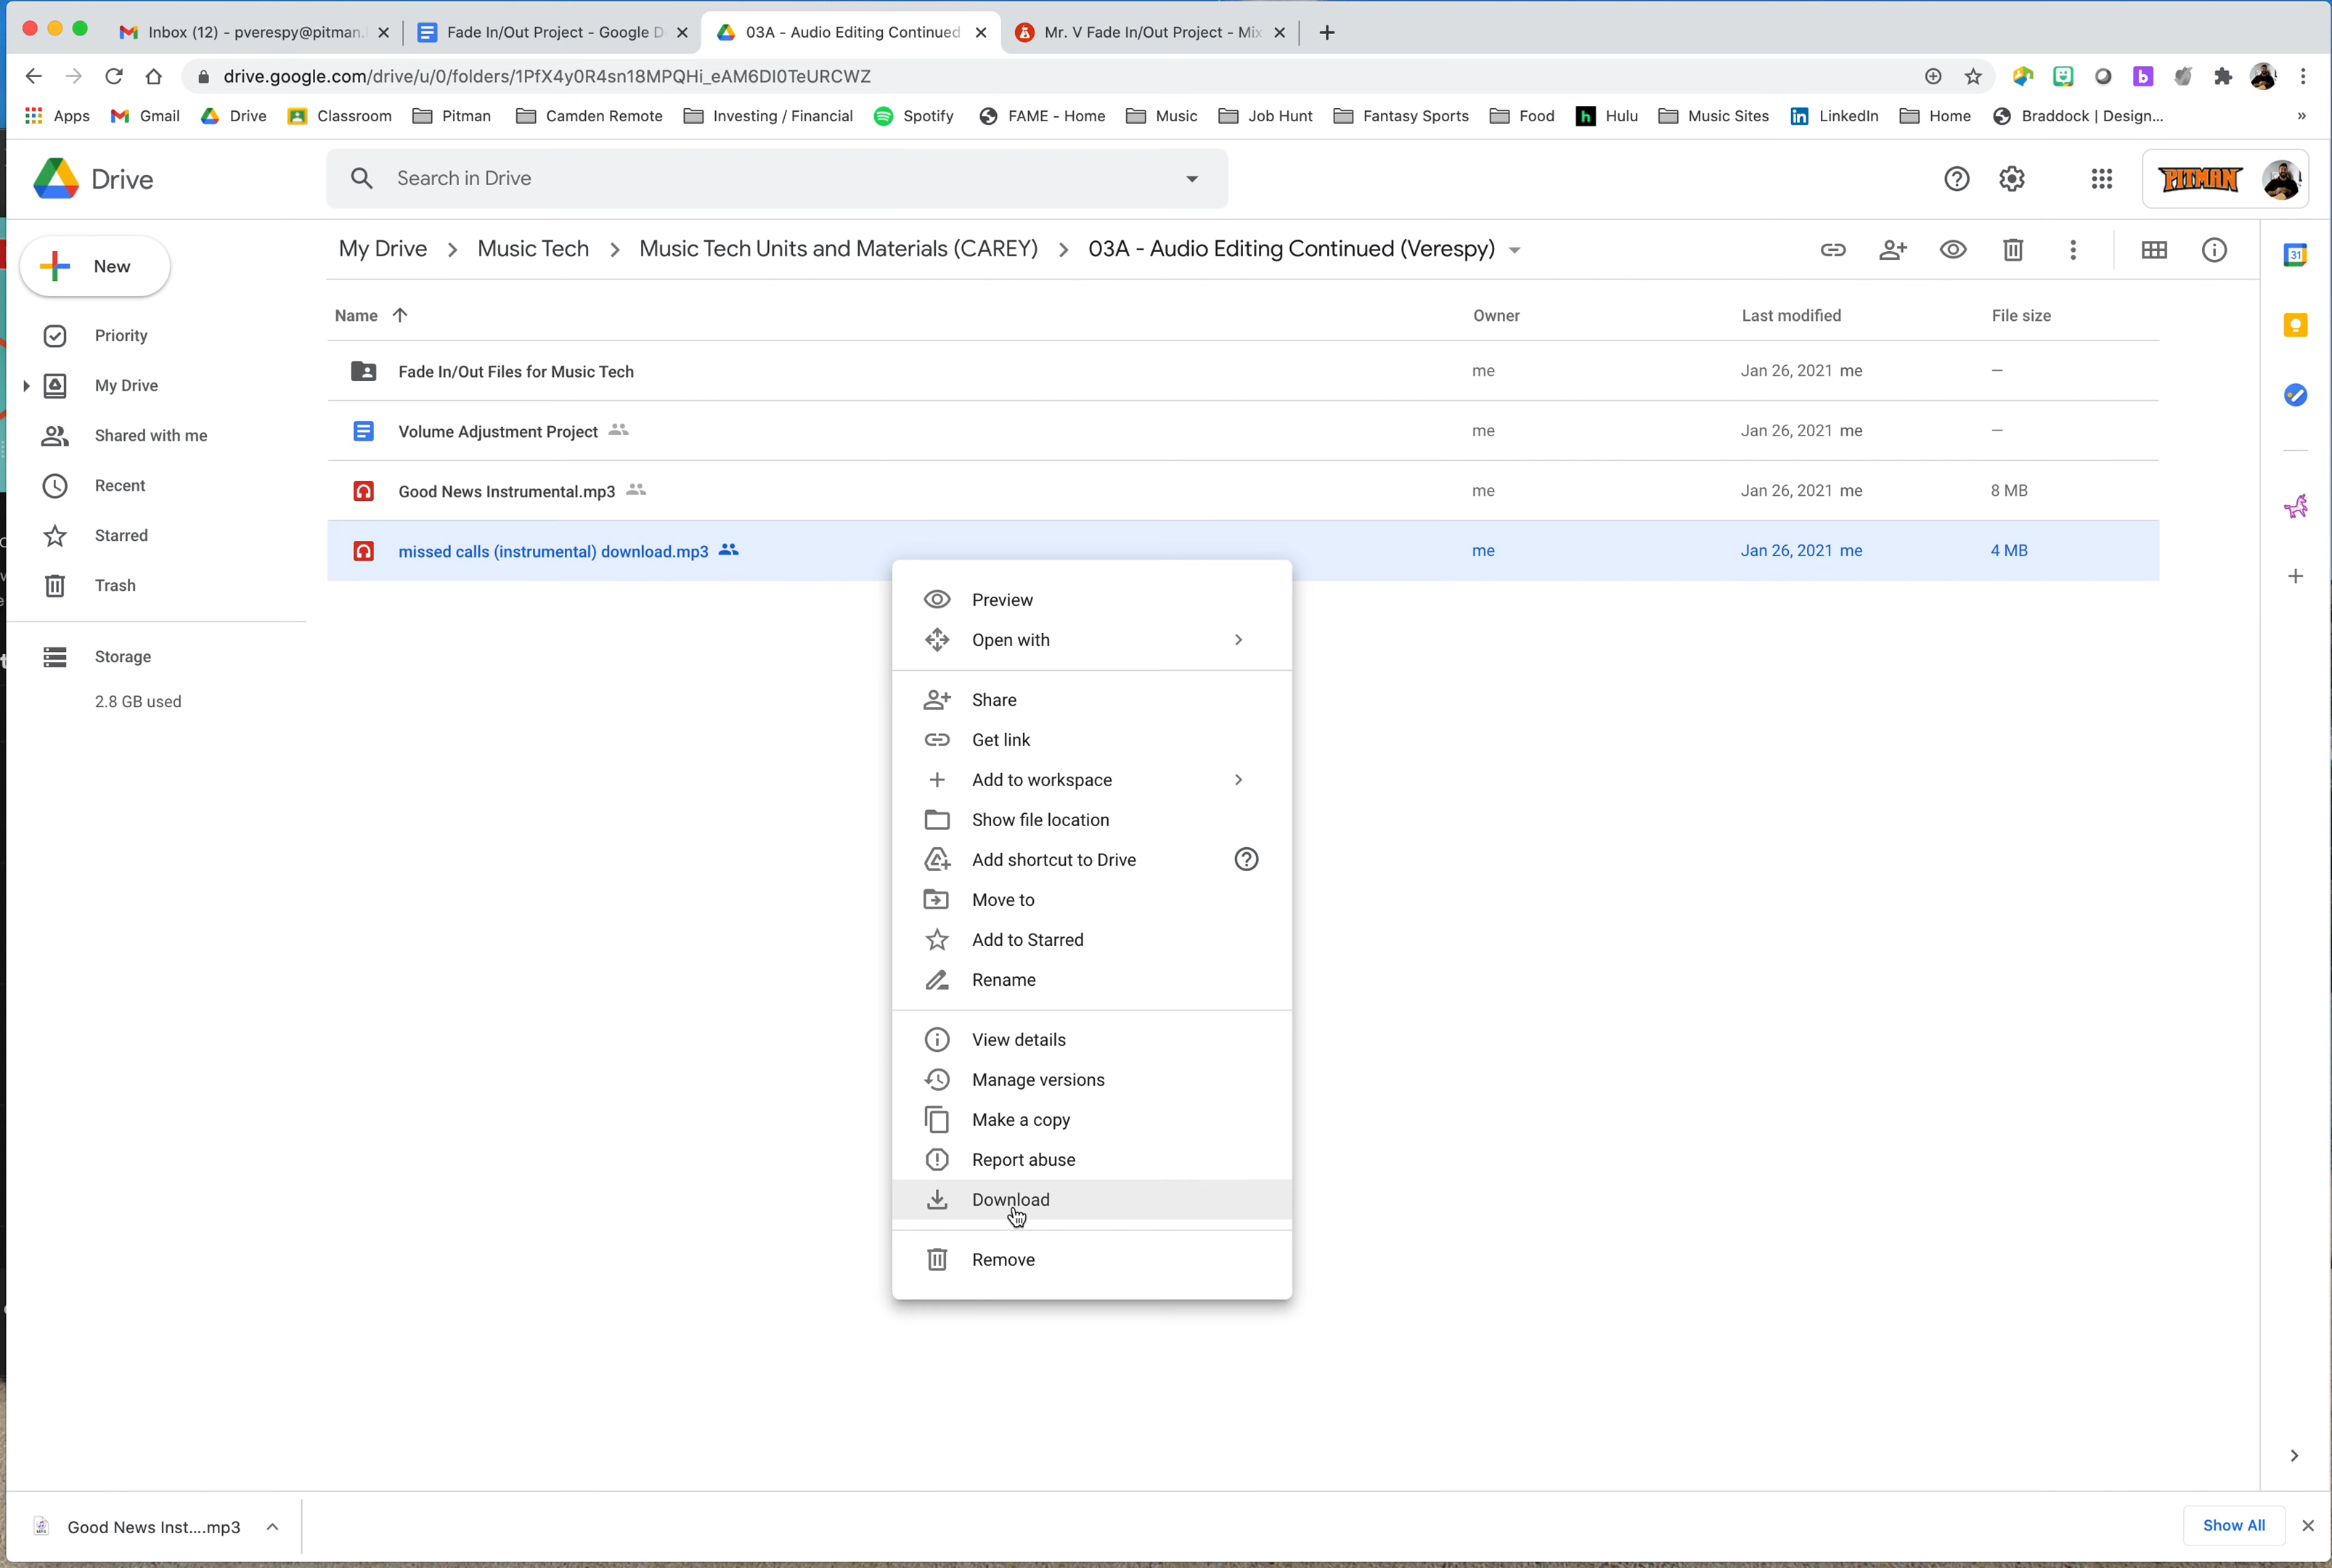 Inbox (12) - pverespy@pitman.
Fade In/Out Project - Google D
03A - Audio Editing Continued
Mr. V Fade In/Out Project - Mix
drive.google.com/drive/u/0/folders/1PfX4y0R4sn18MPQHi_eAM6DI0TeURCWZ
Apps
Gmail
Drive
Classroom
Pitman
Camden Remote
Investing / Financial
Spotify
FAME - Home
Music
Job Hunt
Fantasy Sports
Food
Hulu
Music Sites
LinkedIn
Home
Braddock | Design...
Drive
Search in Drive
PITMAN
New
My Drive > Music Tech > Music Tech Units and Materials (CAREY) > 03A - Audio Editing Continued (Verespy)
Name Owner Last modified File size
Fade In/Out Files for Music Tech me Jan 26, 2021 me –
Volume Adjustment Project me Jan 26, 2021 me –
Good News Instrumental.mp3 me Jan 26, 2021 me 8 MB
missed calls (instrumental) download.mp3 me Jan 26, 2021 me 4 MB
Priority
My Drive
Shared with me
Recent
Starred
Trash
Storage
2.8 GB used
31
Preview
Open with
Share
Get link
Add to workspace
Show file location
Add shortcut to Drive
Move to
Add to Starred
Rename
View details
Manage versions
Make a copy
Report abuse
Download
Remove
Good News Inst....mp3
Show All